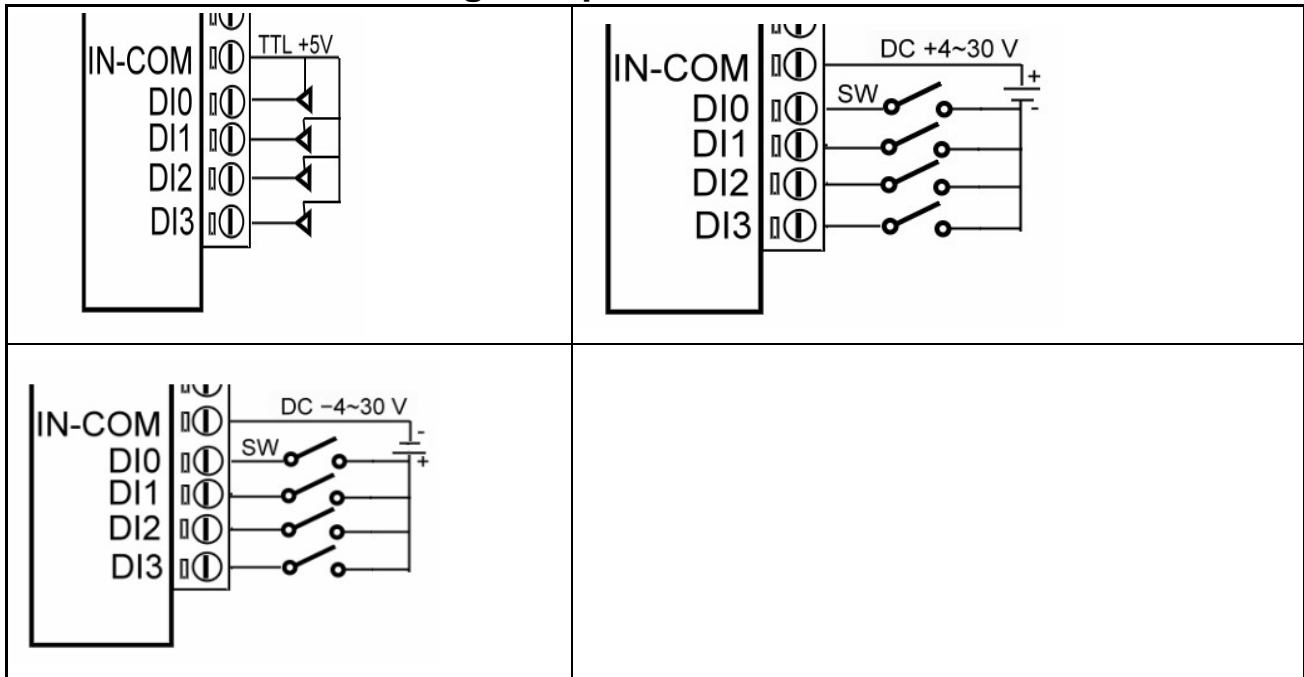 IN-COM
TTL +5V
DI0
DI1
DI2
DI3
IN-COM
DC +4~30 V
+
SW
-
DI0
DI1
DI2
DI3
IN-COM
DC −4~30 V
-
SW
+
DI0
DI1
DI2
DI3